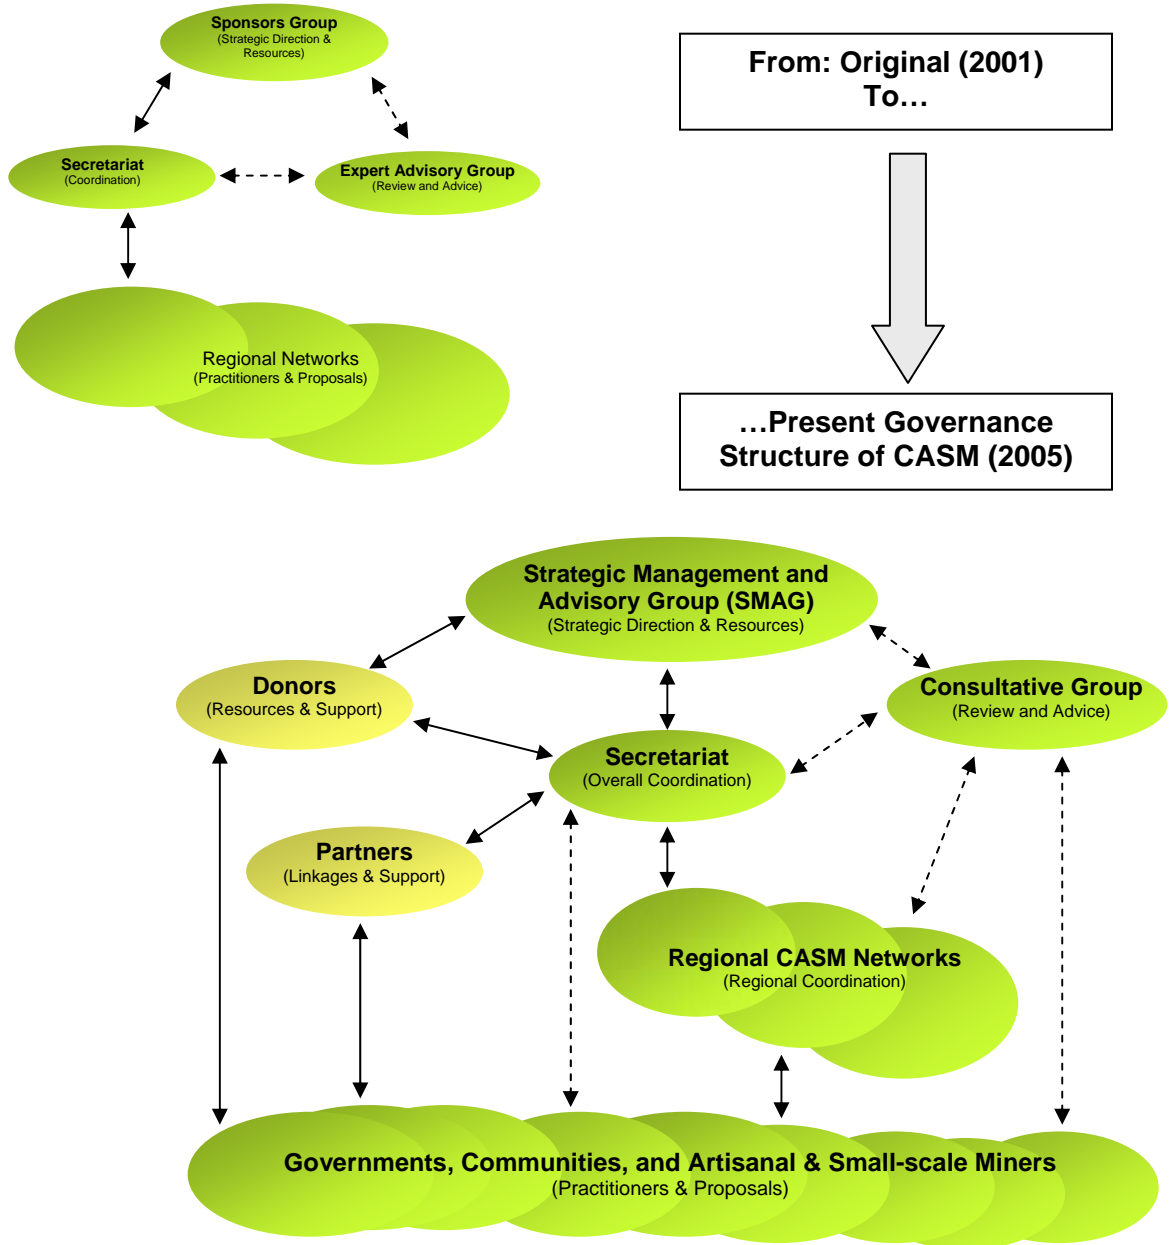 Sponsors Group
(Strategic Direction &
Resources)
From: Original (2001)
To…
Secretariat
(Coordination)
Expert Advisory Group
(Review and Advice)
Regional Networks
(Practitioners & Proposals)
…Present Governance
Structure of CASM (2005)
Strategic Management and
Advisory Group (SMAG)
(Strategic Direction & Resources)
Donors
(Resources & Support)
Consultative Group
(Review and Advice)
Secretariat
(Overall Coordination)
Partners
(Linkages & Support)
Regional CASM Networks
(Regional Coordination)
Governments, Communities, and Artisanal & Small-scale Miners
(Practitioners & Proposals)